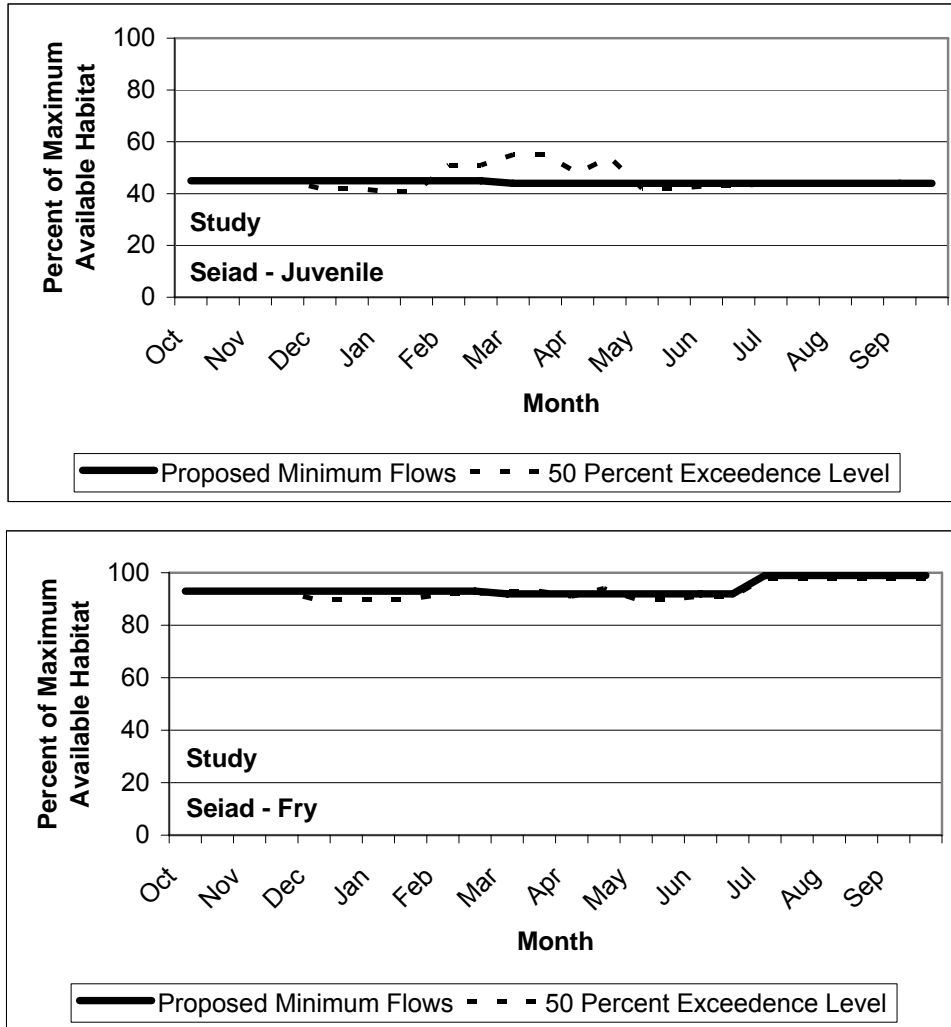 Percent of Maximum
Available Habitat
100
80
60
40
20
0
Study
Seiad - Juvenile
Oct
Nov
Dec
Jan
Feb
Mar
Apr
May
Jun
Jul
Aug
Sep
Month
Proposed Minimum Flows
50 Percent Exceedence Level
Percent of Maximum
Available Habitat
100
80
60
40
20
0
Study
Seiad - Fry
Oct
Nov
Dec
Jan
Feb
Mar
Apr
May
Jun
Jul
Aug
Sep
Month
Proposed Minimum Flows
50 Percent Exceedence Level